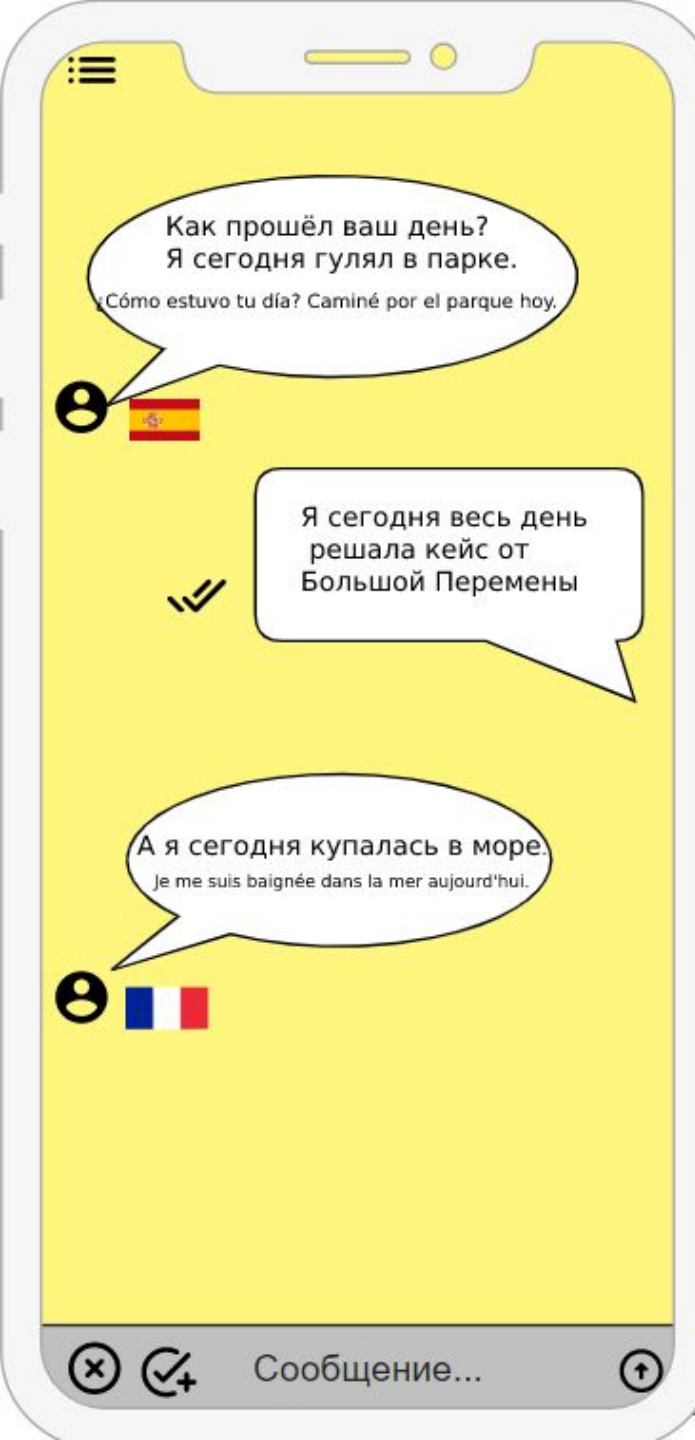 Как прошёл ваш день?
Я сегодня гулял в парке.
¿Cómo estuvo tu día? Caminé por el parque hoy.
Я сегодня весь день
решала кейс от
Большой Перемены
А я сегодня купалась в море.
Je me suis baignée dans la mer aujourd'hui.
Сообщение...